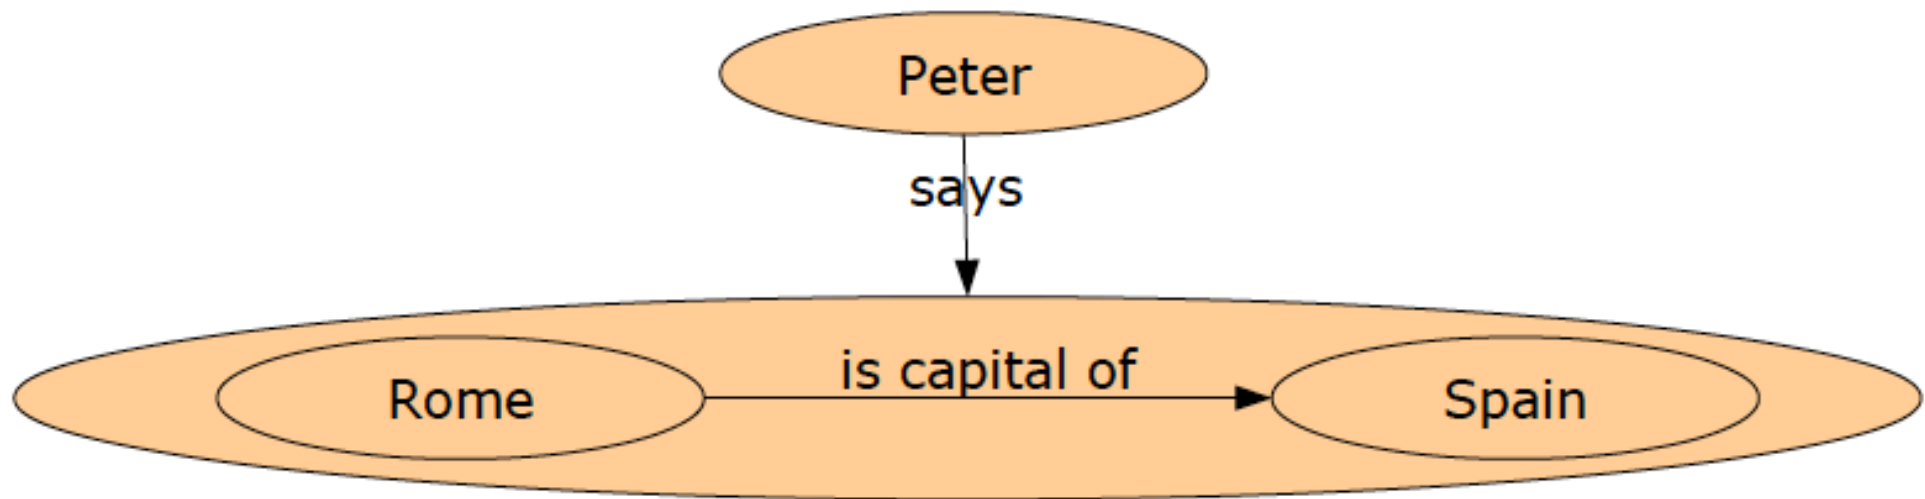 Peter
says
is capital of
Rome
Spain